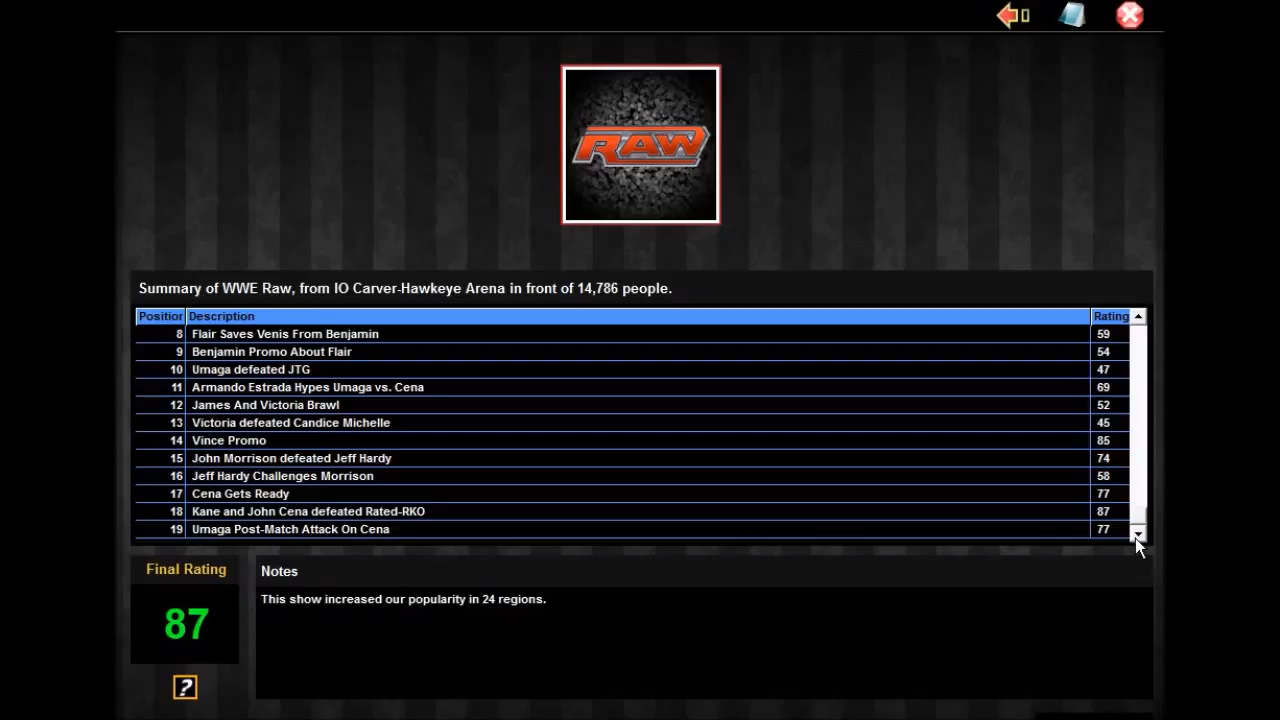 RAW
Summary of WWE Raw, from IO Carver-Hawkeye Arena in front of 14,786 people.
Position Description Rating
8 Flair Saves Venis From Benjamin 59
9 Benjamin Promo About Flair 54
10 Umaga defeated JTG 47
11 Armando Estrada Hypes Umaga vs. Cena 69
12 James And Victoria Brawl 52
13 Victoria defeated Candice Michelle 45
14 Vince Promo 85
15 John Morrison defeated Jeff Hardy 74
16 Jeff Hardy Challenges Morrison 58
17 Cena Gets Ready 77
18 Kane and John Cena defeated Rated-RKO 87
19 Umaga Post-Match Attack On Cena 77
Final Rating
87
?
Notes
This show increased our popularity in 24 regions.